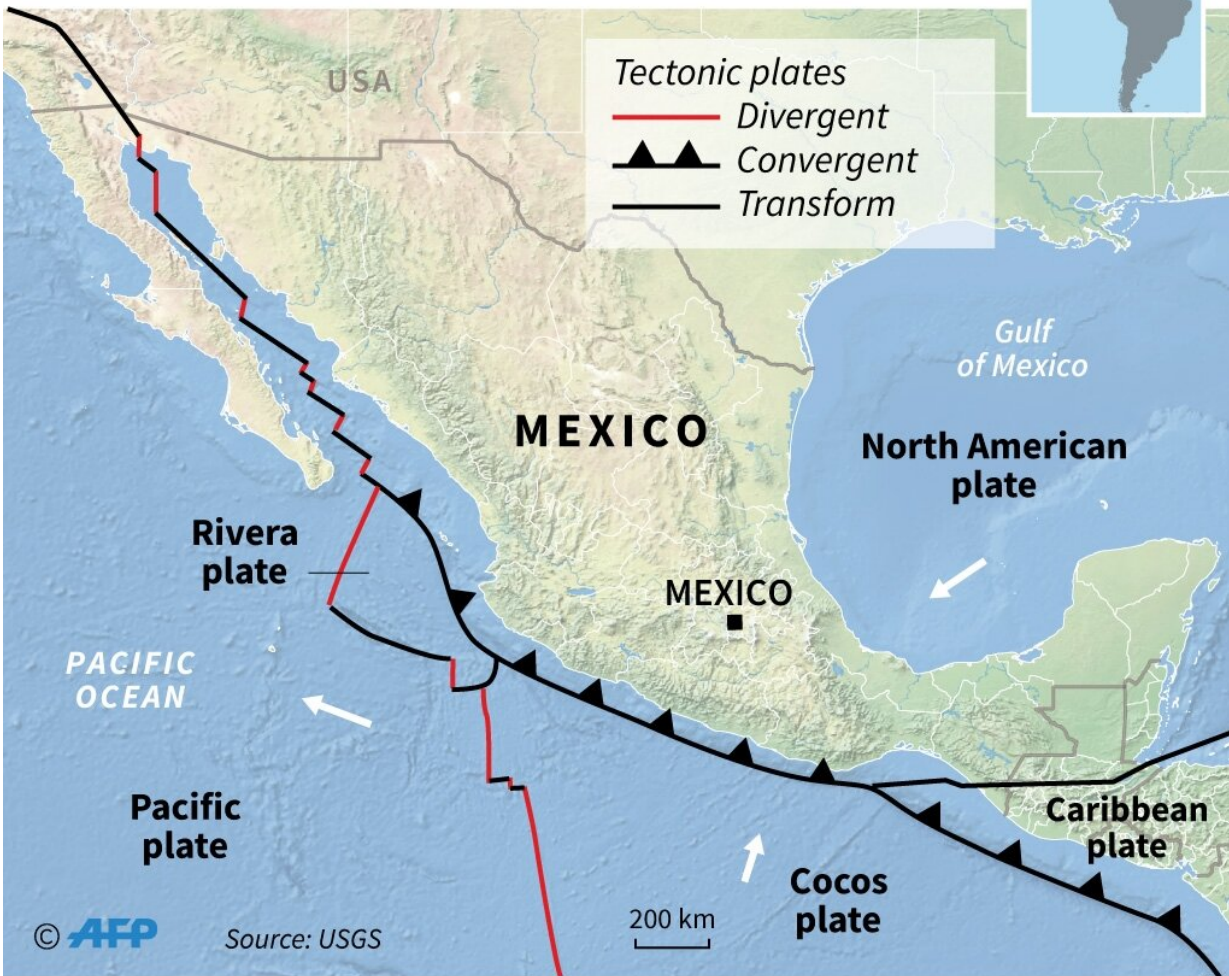 USA
Tectonic plates
Divergent
Convergent
Transform
Gulf
of Mexico
MEXICO
North American
plate
Rivera
plate
MEXICO
PACIFIC
OCEAN
Pacific
plate
Caribbean
plate
Cocos
plate
200 km
© AFP
Source: USGS